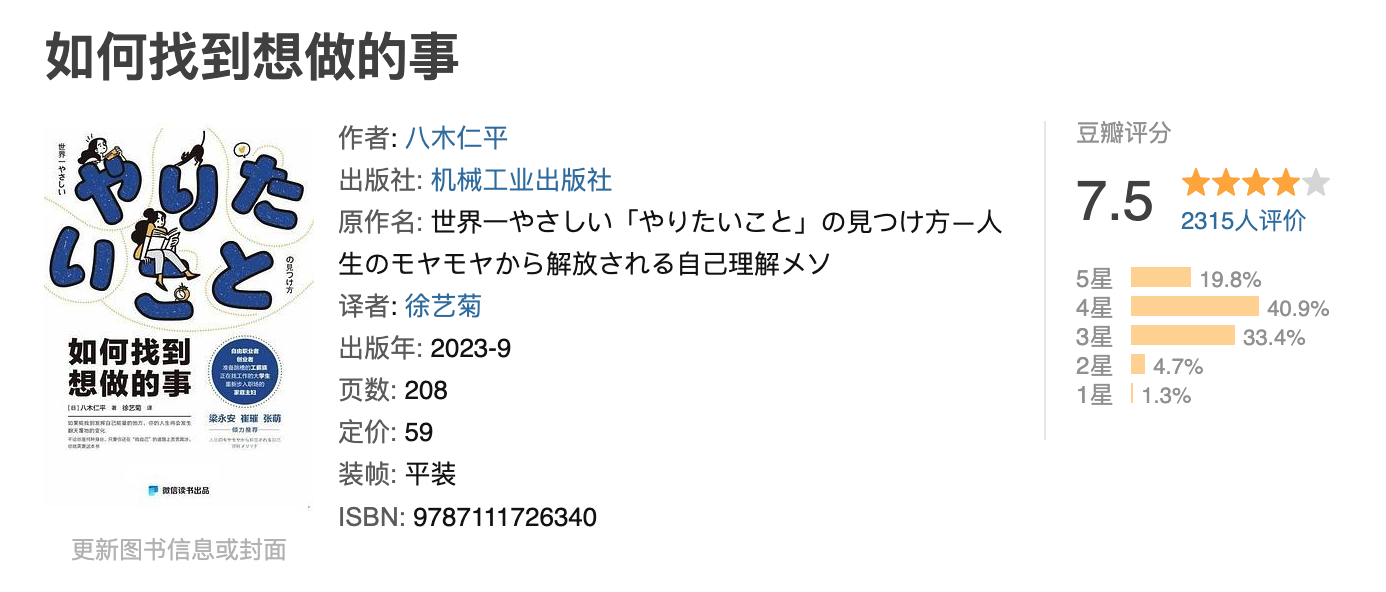 如何找到想做的事
世界一やさしい
やりた
いこと
の見つけ方
如何找到
想做的事
[日]八木仁平 著 徐艺菊 译
自由职业者
创业者
准备跳槽的工薪族
正在找工作的大学生
重新步入职场的
家庭主妇
梁永安 崔璀 张萌
倾力推荐
微信读书出品
更新图书信息或封面
作者: 八木仁平
出版社: 机械工业出版社
原作名: 世界一やさしい「やりたいこと」の見つけ方—人
生のモヤモヤから解放される自己理解メソ
译者: 徐艺菊
出版年: 2023-9
页数: 208
定价: 59
装帧: 平装
ISBN: 9787111726340
豆瓣评分
7.5
2315人评价
5星 19.8%
4星 40.9%
3星 33.4%
2星 4.7%
1星 1.3%